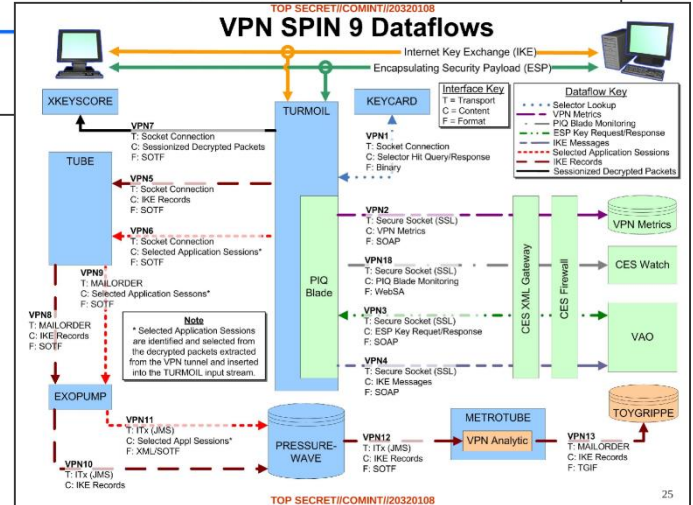 TOP SECRET//COMINT//20320108
VPN SPIN 9 Dataflows
Internet Key Exchange (IKE)
Encapsulating Security Payload (ESP)
XKEYSCORE
TURMOIL
KEYCARD
Interface Key
T = Transport
C = Content
F = Format
Dataflow Key
Selector Lookup
VPN Metrics
PIQ Blade Monitoring
ESP Key Request/Response
IKE Messages
Selected Application Sessions
IKE Records
Sessionized Decrypted Packets
VPN7
T: Socket Connection
C: Sessionized Decrypted Packets
F: SOTF
VPN1
T: Socket Connection
C: Selector Hit Query/Response
F: Binary
TUBE
VPN5
T: Socket Connection
C: IKE Records
F: SOTF
VPN6
T: Socket Connection
C: Selected Application Sessions*
F: SOTF
VPN9
T: MAILORDER
C: Selected Application Sessons*
F: SOTF
VPN8
T: MAILORDER
C: IKE Records
F: SOTF
Note
* Selected Application Sessions
are identified and selected from
the decrypted packets extracted
from the VPN tunnel and inserted
into the TURMOIL input stream.
PIQ
Blade
VPN2
T: Secure Socket (SSL)
C: VPN Metrics
F: SOAP
VPN18
T: Secure Socket (SSL)
C: PIQ Blade Monitoring
F: WebSA
VPN3
T: Secure Socket (SSL)
C: ESP Key Requet/Response
F: SOAP
VPN4
T: Secure Socket (SSL)
C: IKE Messages
F: SOAP
CES XML Gateway
CES Firewall
VPN Metrics
CES Watch
VAO
EXOPUMP
VPN11
T: ITx (JMS)
C: Selected Appl Sessions*
F: XML/SOTF
VPN10
T: ITx (JMS)
C: IKE Records
PRESSURE-
WAVE
VPN12
T: ITx (JMS)
C: IKE Records
F: SOTF
METROTUBE
VPN Analytic
VPN13
T: MAILORDER
C: IKE Records
F: TGIF
TOYGRIPPE
TOP SECRET//COMINT//20320108
25